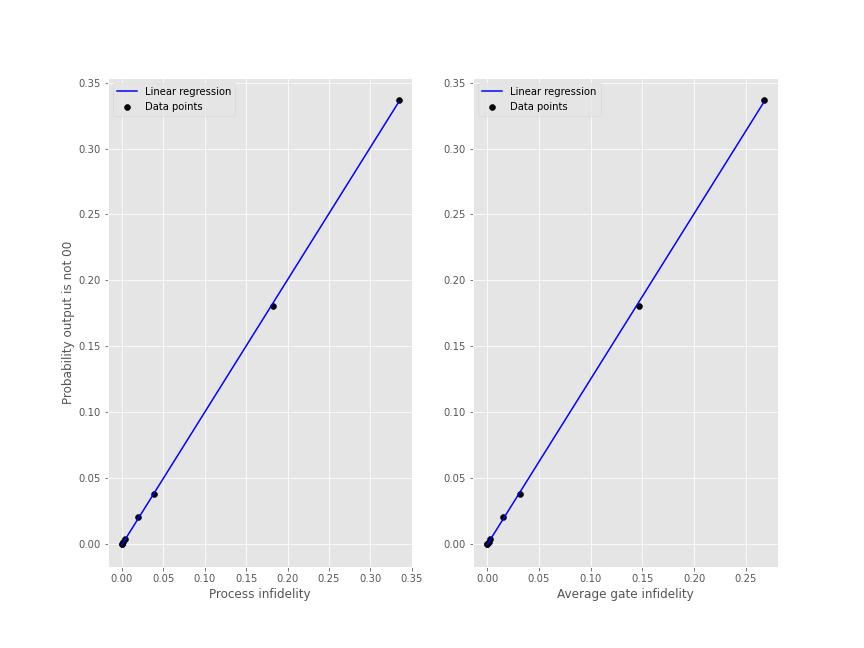 Linear regression
Data points
0.35
0.30
0.25
0.20
0.15
0.10
0.05
0.00
Probability output is not 00
0.00 0.05 0.10 0.15 0.20 0.25 0.30 0.35
Process infidelity
Linear regression
Data points
0.35
0.30
0.25
0.20
0.15
0.10
0.05
0.00
0.00 0.05 0.10 0.15 0.20 0.25
Average gate infidelity